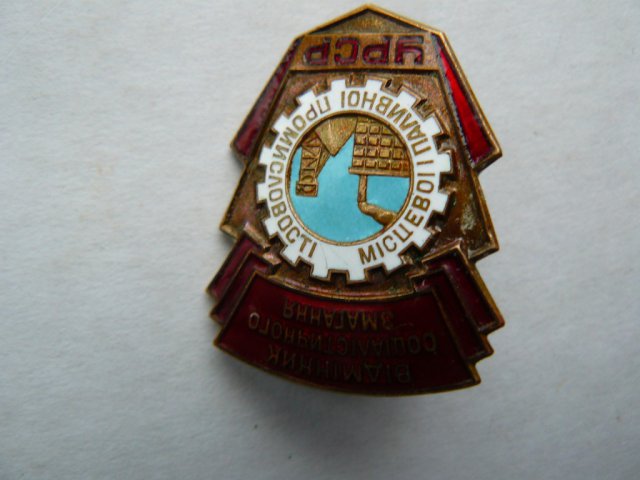 ВІДМІННИК
СОЦІАЛІСТИЧНОГО
ЗМАГАННЯ
МІСЦЕВОЇ І ПАЛИВНОЇ ПРОМИСЛОВОСТІ
УРСР